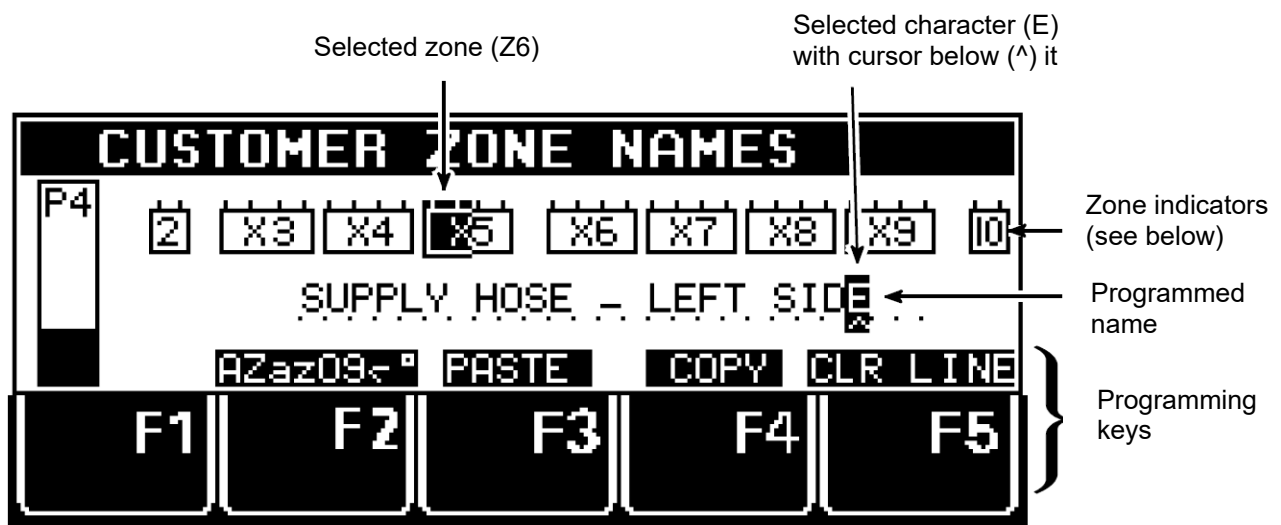 Selected zone (Z6)
Selected character (E)
with cursor below (^) it
CUSTOMER ZONE NAMES
P4
2 X3 X4 X5 X6 X7 X8 X9 10
Zone indicators
(see below)
SUPPLY HOSE - LEFT SIDE
^
Programmed
name
AZaz09<° PASTE COPY CLR LINE
F1 F2 F3 F4 F5
Programming
keys